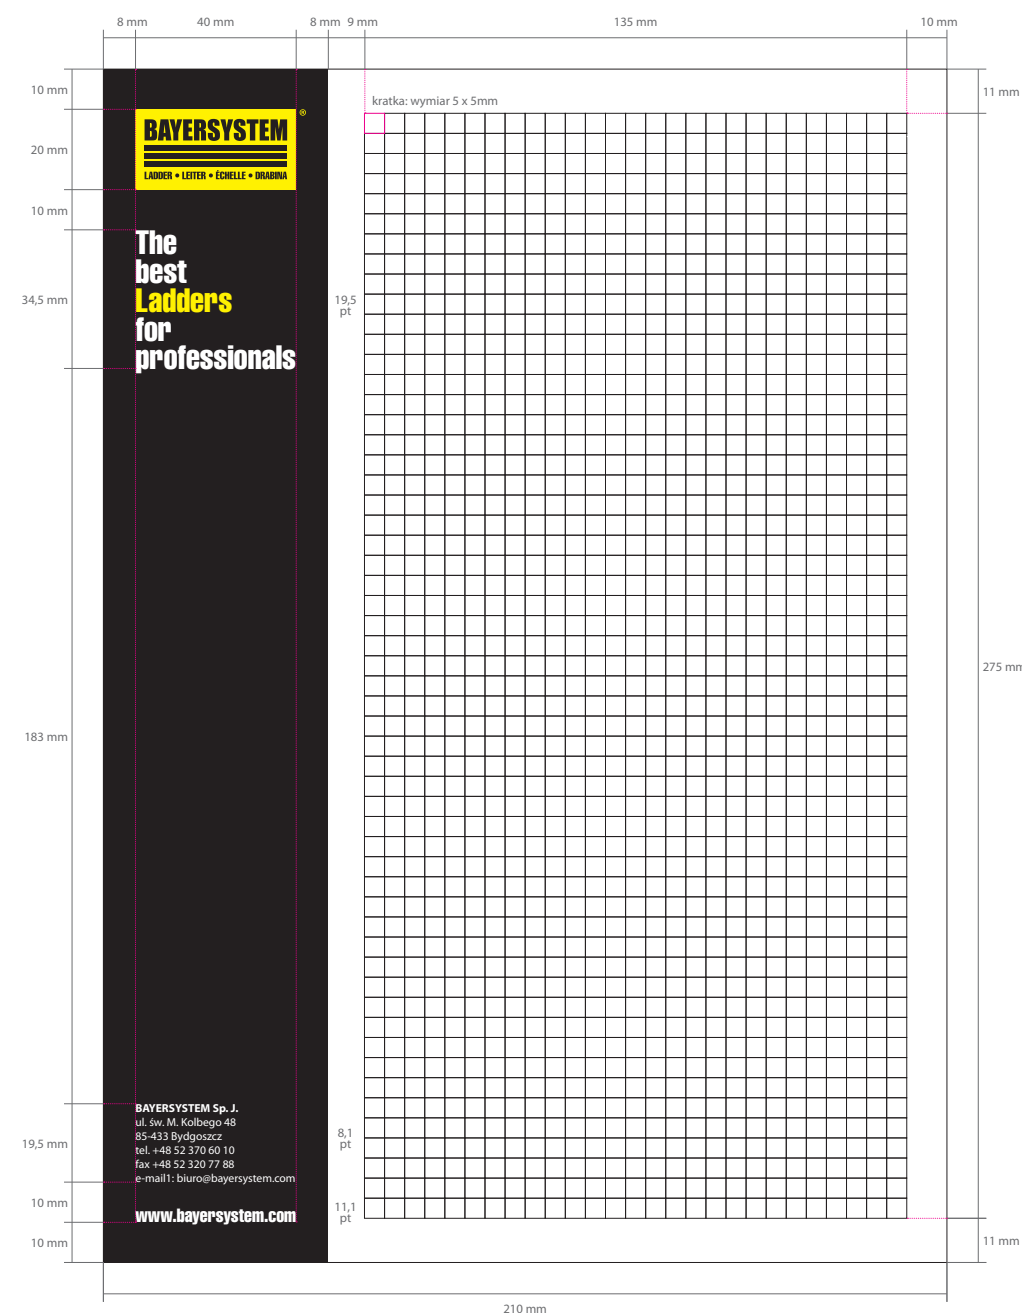 8 mm
40 mm
8 mm
9 mm
135 mm
10 mm
10 mm
20 mm
10 mm
34,5 mm
183 mm
19,5 mm
10 mm
10 mm
BAYERSYSTEM
®
LADDER • LEITER • ÉCHELLE • DRABINA
The
best
Ladders
for
professionals
BAYERSYSTEM Sp. J.
ul. św. M. Kolbego 48
85-433 Bydgoszcz
tel. +48 52 370 60 10
fax +48 52 320 77 88
e-mail1: biuro@bayersystem.com
www.bayersystem.com
19,5
pt
8,1
pt
11,1
pt
kratka: wymiar 5 x 5mm
11 mm
275 mm
11 mm
210 mm